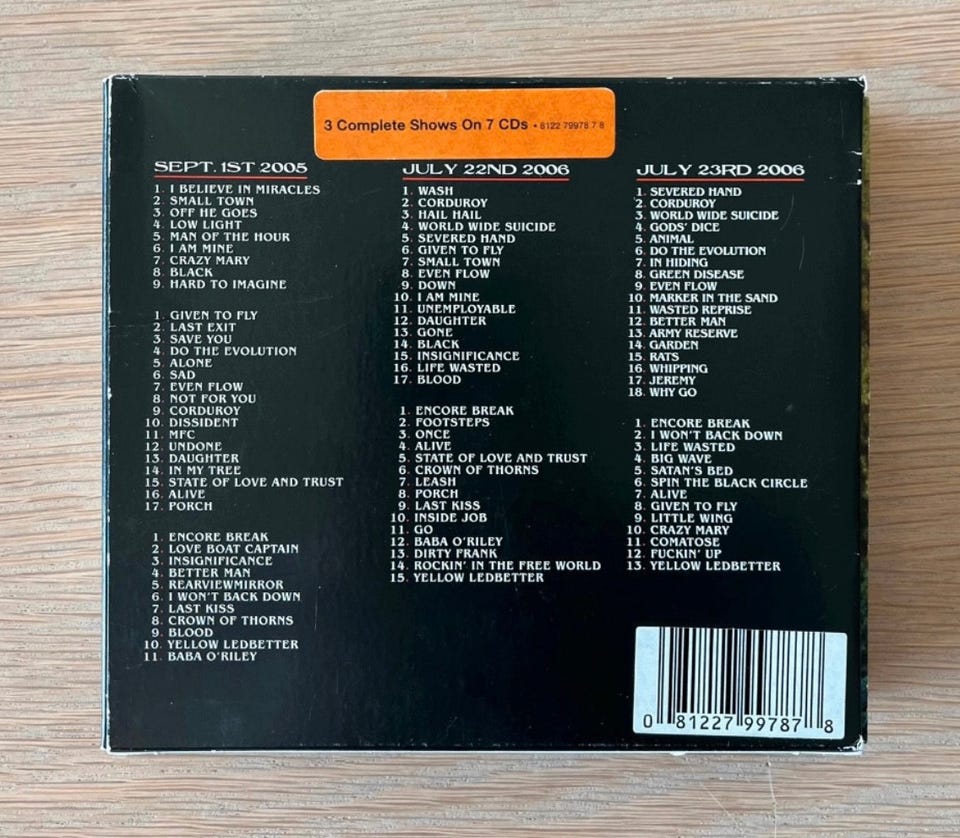 3 Complete Shows On 7 CDs • 8122 79978 7 8
SEPT. 1ST 2005
1. I BELIEVE IN MIRACLES
2. SMALL TOWN
3. OFF HE GOES
4. LOW LIGHT
5. MAN OF THE HOUR
6. I AM MINE
7. CRAZY MARY
8. BLACK
9. HARD TO IMAGINE
1. GIVEN TO FLY
2. LAST EXIT
3. SAVE YOU
4. DO THE EVOLUTION
5. ALONE
6. SAD
7. EVEN FLOW
8. NOT FOR YOU
9. CORDUROY
10. DISSIDENT
11. MFC
12. UNDONE
13. DAUGHTER
14. IN MY TREE
15. STATE OF LOVE AND TRUST
16. ALIVE
17. PORCH
1. ENCORE BREAK
2. LOVE BOAT CAPTAIN
3. INSIGNIFICANCE
4. BETTER MAN
5. REARVIEWMIRROR
6. I WON'T BACK DOWN
7. LAST KISS
8. CROWN OF THORNS
9. BLOOD
10. YELLOW LEDBETTER
11. BABA O'RILEY
JULY 22ND 2006
1. WASH
2. CORDUROY
3. HAIL HAIL
4. WORLD WIDE SUICIDE
5. SEVERED HAND
6. GIVEN TO FLY
7. SMALL TOWN
8. EVEN FLOW
9. DOWN
10. I AM MINE
11. UNEMPLOYABLE
12. DAUGHTER
13. GONE
14. BLACK
15. INSIGNIFICANCE
16. LIFE WASTED
17. BLOOD
1. ENCORE BREAK
2. FOOTSTEPS
3. ONCE
4. ALIVE
5. STATE OF LOVE AND TRUST
6. CROWN OF THORNS
7. LEASH
8. PORCH
9. LAST KISS
10. INSIDE JOB
11. GO
12. BABA O'RILEY
13. DIRTY FRANK
14. ROCKIN' IN THE FREE WORLD
15. YELLOW LEDBETTER
JULY 23RD 2006
1. SEVERED HAND
2. CORDUROY
3. WORLD WIDE SUICIDE
4. GODS' DICE
5. ANIMAL
6. DO THE EVOLUTION
7. IN HIDING
8. GREEN DISEASE
9. EVEN FLOW
10. MARKER IN THE SAND
11. WASTED REPRISE
12. BETTER MAN
13. ARMY RESERVE
14. GARDEN
15. RATS
16. WHIPPING
17. JEREMY
18. WHY GO
1. ENCORE BREAK
2. I WON'T BACK DOWN
3. LIFE WASTED
4. BIG WAVE
5. SATAN'S BED
6. SPIN THE BLACK CIRCLE
7. ALIVE
8. GIVEN TO FLY
9. LITTLE WING
10. CRAZY MARY
11. COMATOSE
12. FUCKIN' UP
13. YELLOW LEDBETTER
0 81227 99787 8